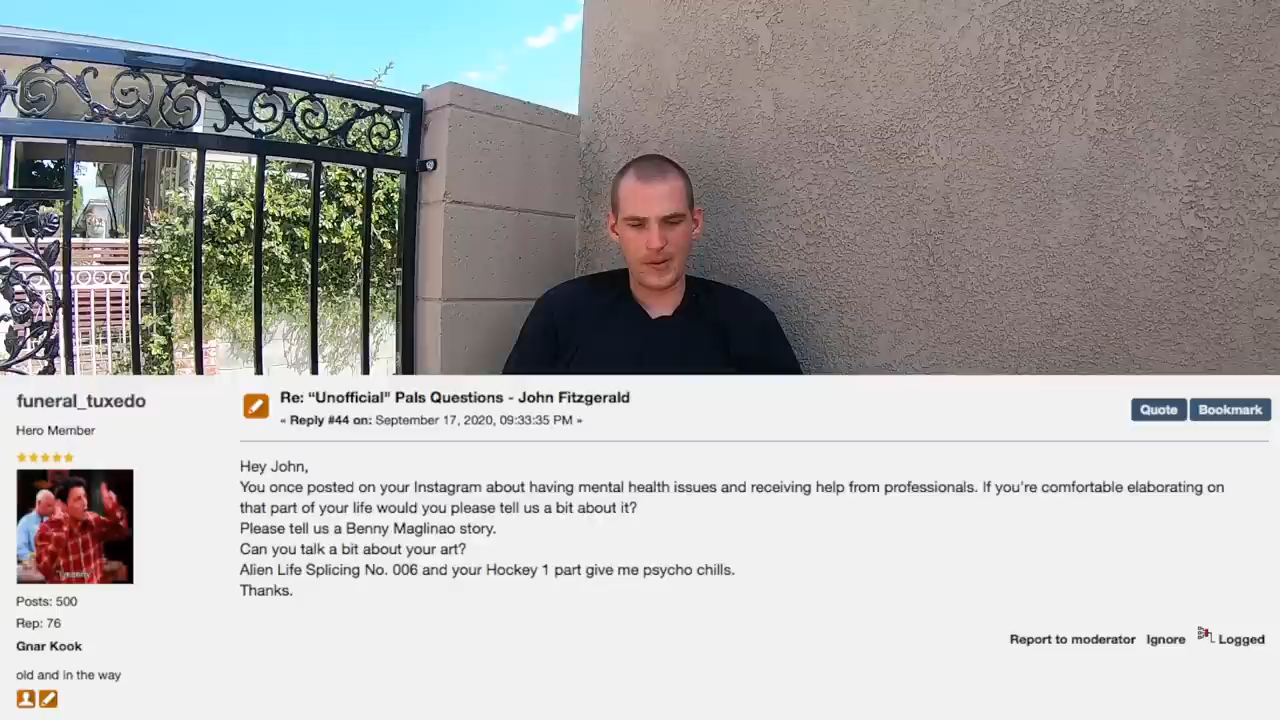 funeral_tuxedo
Hero Member
Posts: 500
Rep: 76
Gnar Kook
old and in the way
Re: “Unofficial” Pals Questions - John Fitzgerald
« Reply #44 on: September 17, 2020, 09:33:35 PM »
Quote Bookmark
Hey John,
You once posted on your Instagram about having mental health issues and receiving help from professionals. If you're comfortable elaborating on
that part of your life would you please tell us a bit about it?
Please tell us a Benny Maglinao story.
Can you talk a bit about your art?
Alien Life Splicing No. 006 and your Hockey 1 part give me psycho chills.
Thanks.
Report to moderator Ignore Logged